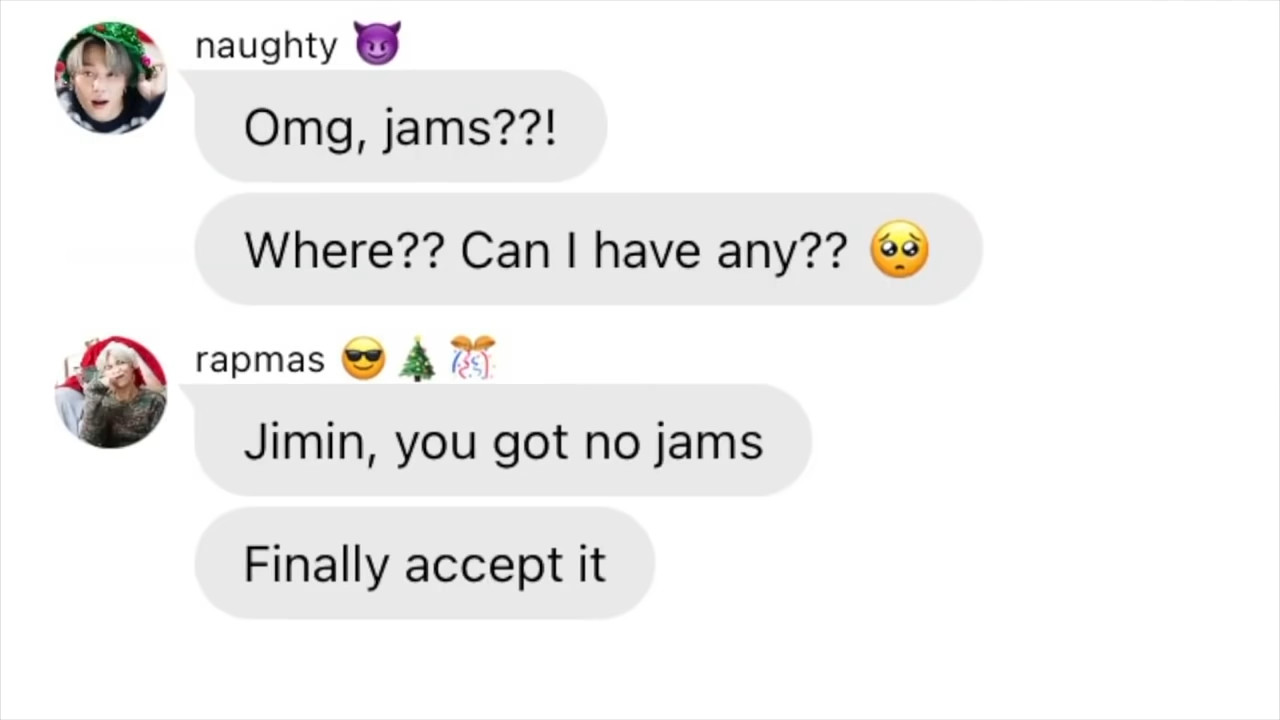 naughty 😈
Omg, jams??!
Where?? Can I have any?? 🥺
rapmas 😎🎄🎊
Jimin, you got no jams
Finally accept it